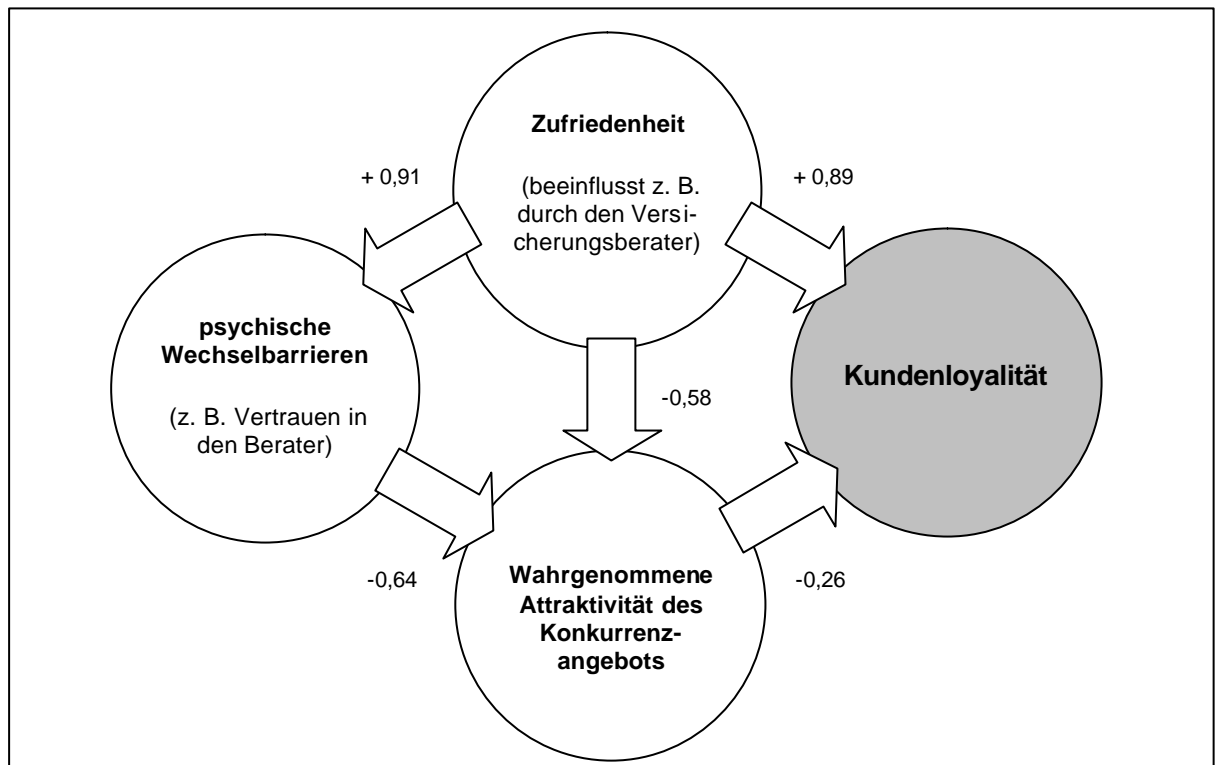 Zufriedenheit
(beeinflusst z. B.
durch den Versi-
cherungsberater)
+ 0,91
+ 0,89
psychische
Wechselbarrieren
(z. B. Vertrauen in
den Berater)
Kundenloyalität
-0,58
-0,64
-0,26
Wahrgenommene
Attraktivität des
Konkurrenz-
angebots